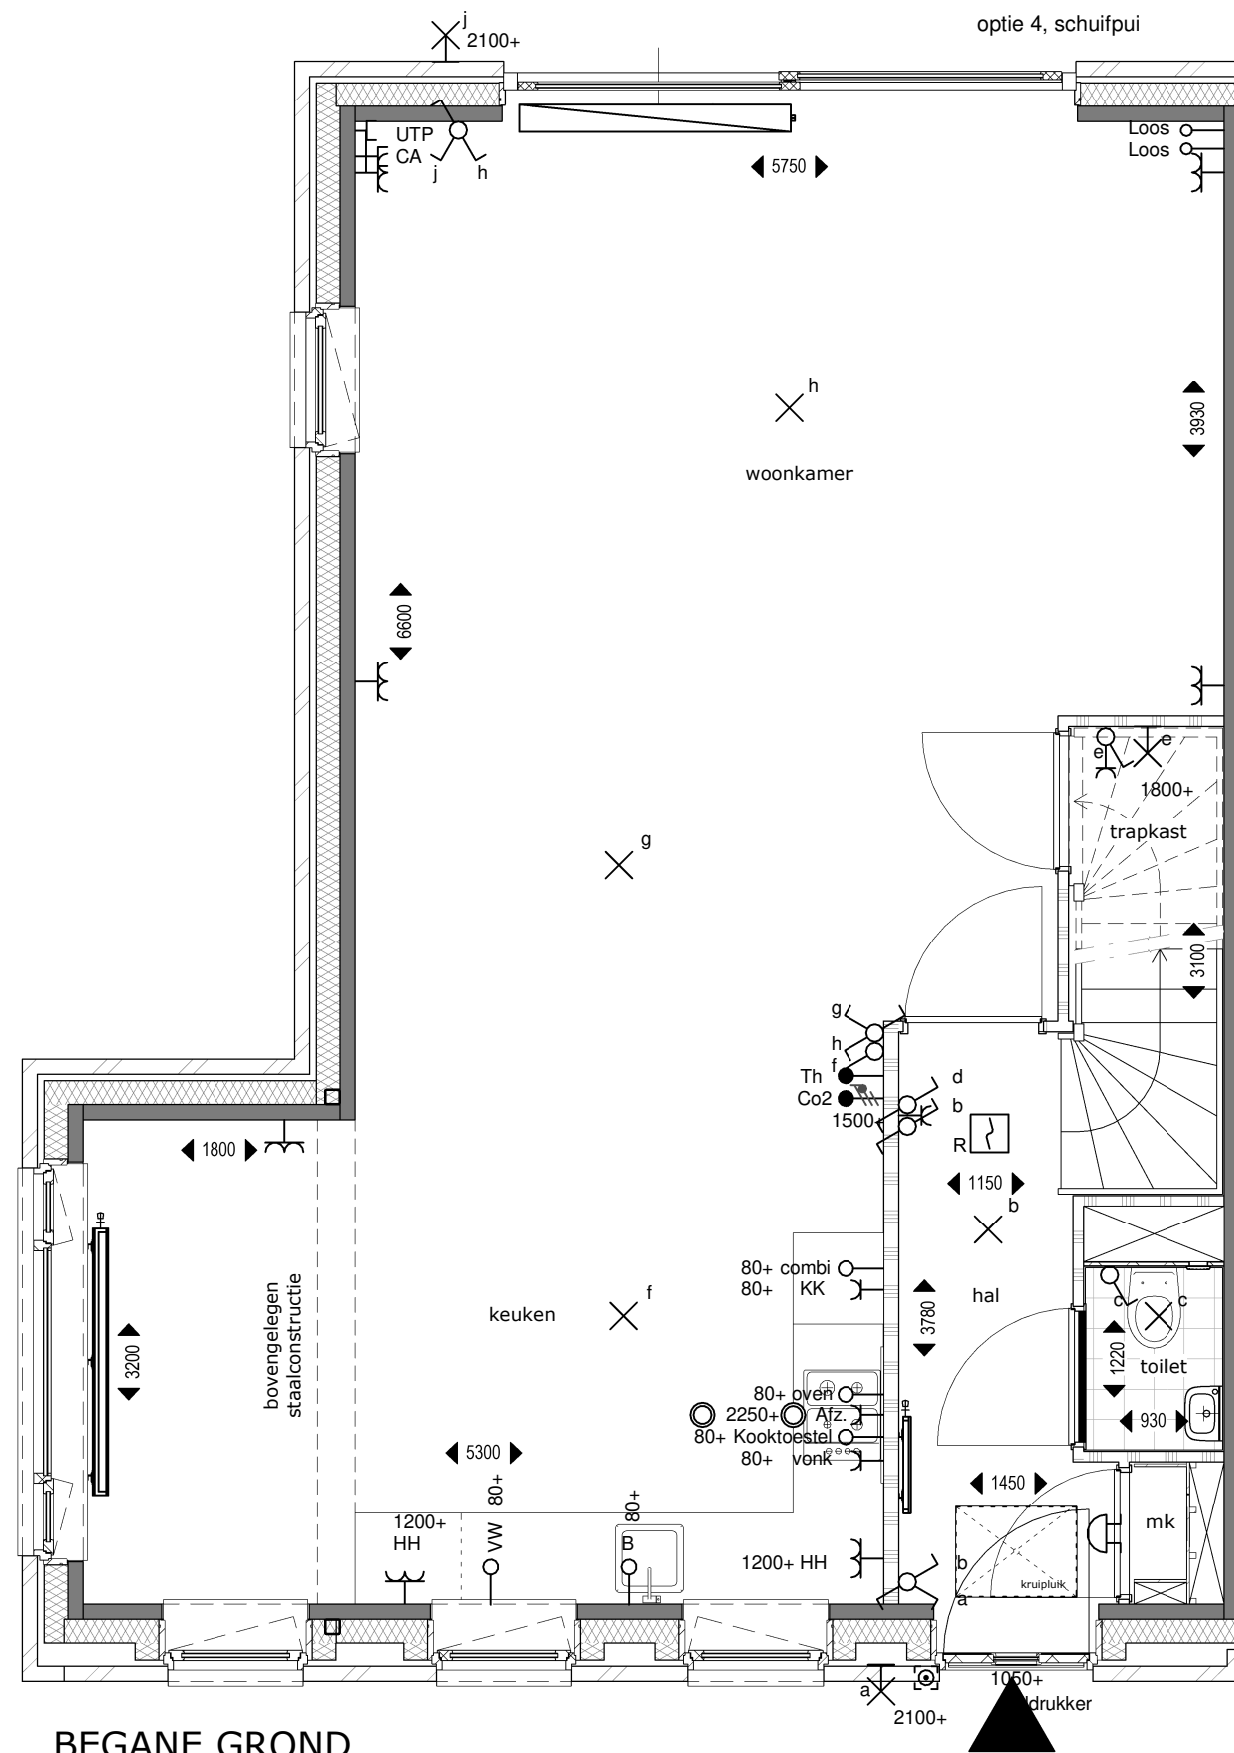 optie 4, schuifpui
j
2100+
UTP
CA
j
h
Loos
Loos
5750
h
3930
woonkamer
6600
e
e
1800+
trapkast
g
3100
g
h
f
Th
Co2
1500+
d
b
R
1800
1150
b
80+ combi
80+ KK
hal
3780
keuken
f
bovengelegen
staalconstructie
3200
c
c
1220
toilet
930
80+ oven
2250+ Afz.
80+ Kooktoestel
80+ vonk
5300
1450
VW 80+
B 80+
1200+
HH
1200+ HH
mk
b
a
kruipluik
a
2100+
1050+
drukker
BEGANE GROND